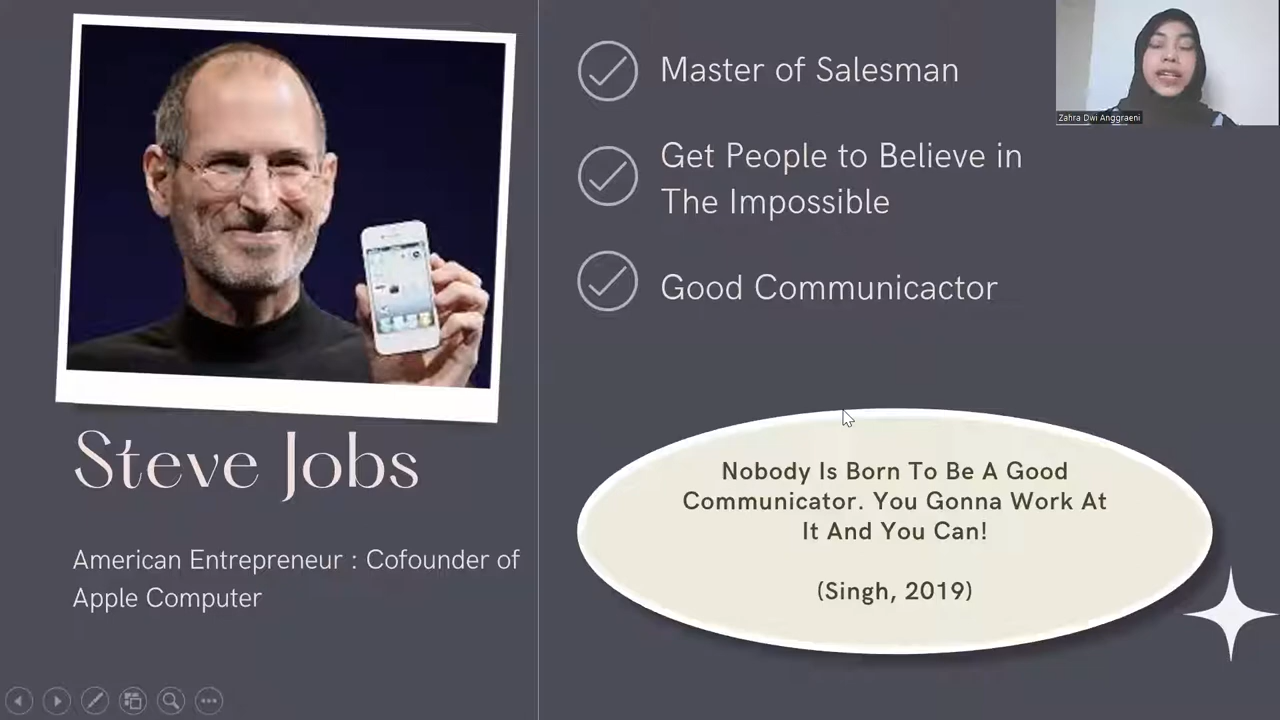 Steve Jobs
American Entrepreneur : Cofounder of
Apple Computer
Master of Salesman
Get People to Believe in
The Impossible
Good Communicactor
Nobody Is Born To Be A Good
Communicator. You Gonna Work At
It And You Can!
(Singh, 2019)
Zahra Dwi Anggraeni